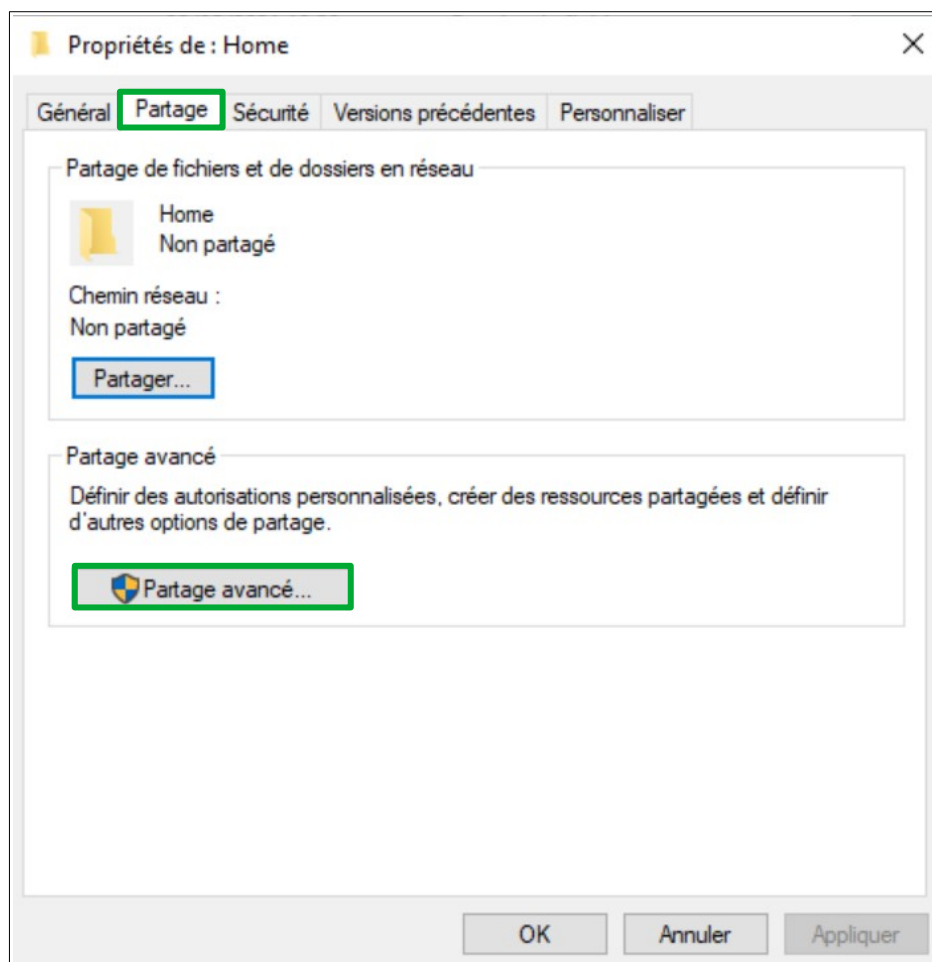 Propriétés de : Home
Général Partage Sécurité Versions précédentes Personnaliser
Partage de fichiers et de dossiers en réseau
Home
Non partagé
Chemin réseau :
Non partagé
Partager...
Partage avancé
Définir des autorisations personnalisées, créer des ressources partagées et définir
d'autres options de partage.
Partage avancé...
OK Annuler Appliquer